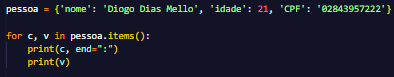 pessoa = {'nome': 'Diogo Dias Mello', 'idade': 21, 'CPF': '02843957222'}
for c, v in pessoa.items():
    print(c, end=":")
    print(v)